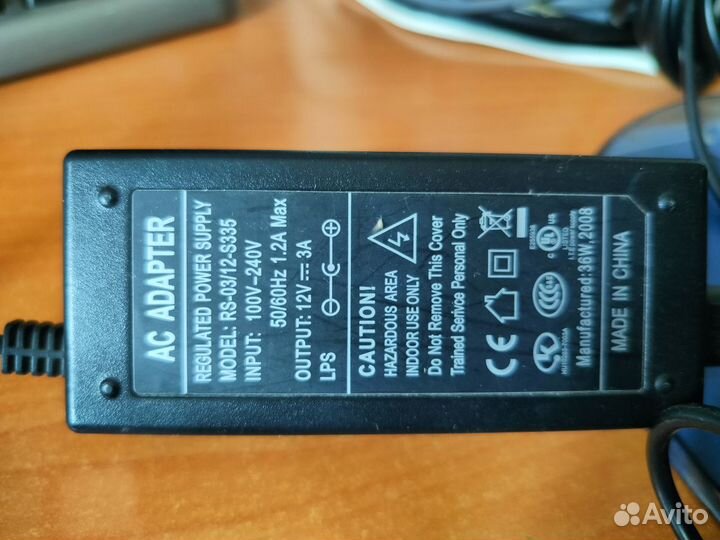 AC ADAPTER
REGULATED POWER SUPPLY
MODEL: RS-03/12-S335
INPUT: 100V-240V
50/60Hz 1.2A Max
OUTPUT: 12V 3A
LPS
CAUTION!
HAZARDOUS AREA
INDOOR USE ONLY
Do Not Remove This Cover
Trained Serivice Personal Only
Manufactured:36W,2008
MADE IN CHINA
Avito